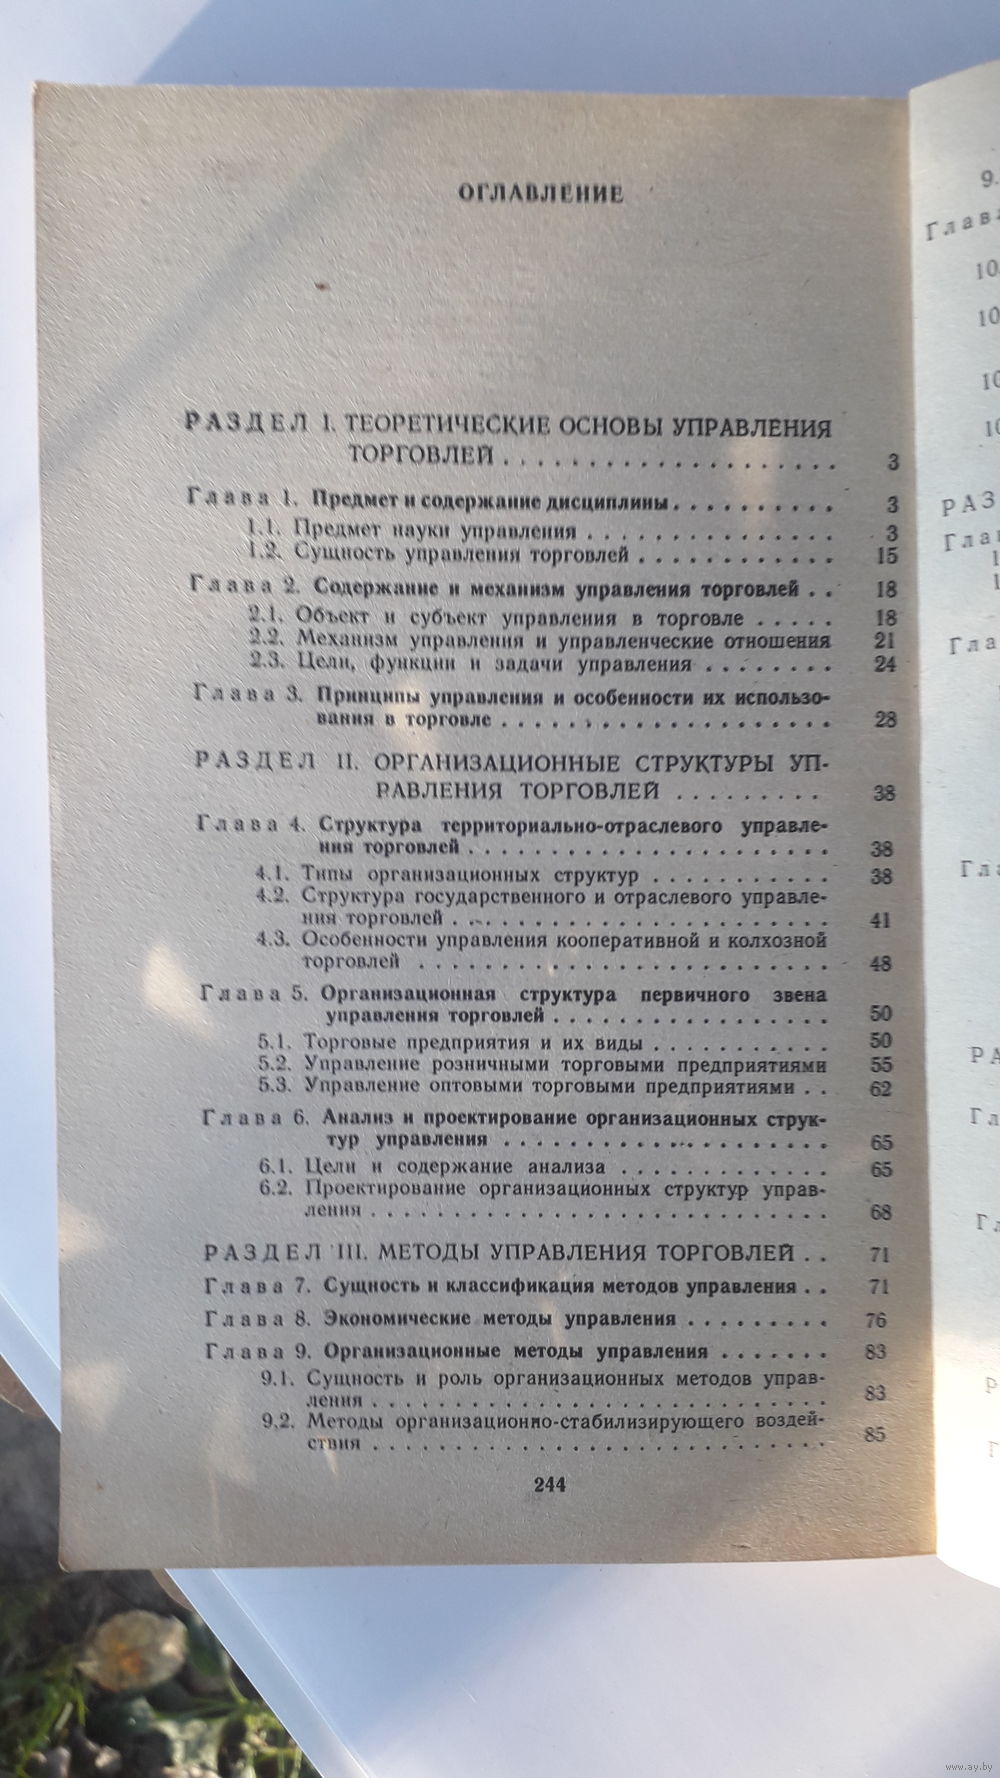 ОГЛАВЛЕНИЕ
РАЗДЕЛ I. ТЕОРЕТИЧЕСКИЕ ОСНОВЫ УПРАВЛЕНИЯ
ТОРГОВЛЕЙ . . . . . . . . . . . . . . . . . . . . 3
Глава 1. Предмет и содержание дисциплины . . . . . . . . . . 3
1.1. Предмет науки управления . . . . . . . . . . . . . 3
1.2. Сущность управления торговлей . . . . . . . . . . . 15
Глава 2. Содержание и механизм управления торговлей . . 18
2.1. Объект и субъект управления в торговле . . . . . 18
2.2. Механизм управления и управленческие отношения 21
2.3. Цели, функции и задачи управления . . . . . . . . 24
Глава 3. Принципы управления и особенности их использо-
вания в торговле . . . . . . . . . . . . . . . . . . . 28
РАЗДЕЛ II. ОРГАНИЗАЦИОННЫЕ СТРУКТУРЫ УП-
РАВЛЕНИЯ ТОРГОВЛЕЙ . . . . . . . . . 38
Глава 4. Структура территориально-отраслевого управле-
ния торговлей . . . . . . . . . . . . . . . . . . . . . . 38
4.1. Типы организационных структур . . . . . . . . . . . 38
4.2. Структура государственного и отраслевого управле-
ния торговлей . . . . . . . . . . . . . . . . . . . . . . 41
4.3. Особенности управления кооперативной и колхозной
торговлей . . . . . . . . . . . . . . . . . . . . . . . . 48
Глава 5. Организационная структура первичного звена
управления торговлей . . . . . . . . . . . . . . . . . 50
5.1. Торговые предприятия и их виды . . . . . . . . . . . 50
5.2. Управление розничными торговыми предприятиями 55
5.3. Управление оптовыми торговыми предприятиями . . 62
Глава 6. Анализ и проектирование организационных струк-
тур управления . . . . . . . . . . . . . . . . . . . . 65
6.1. Цели и содержание анализа . . . . . . . . . . . . . 65
6.2. Проектирование организационных структур управ-
ления . . . . . . . . . . . . . . . . . . . . . . . . . . . 68
РАЗДЕЛ III. МЕТОДЫ УПРАВЛЕНИЯ ТОРГОВЛЕЙ . . 71
Глава 7. Сущность и классификация методов управления . . 71
Глава 8. Экономические методы управления . . . . . . . . . 76
Глава 9. Организационные методы управления . . . . . . . 83
9.1. Сущность и роль организационных методов управ-
ления . . . . . . . . . . . . . . . . . . . . . . . . . . . 83
9.2. Методы организационно-стабилизирующего воздей-
ствия . . . . . . . . . . . . . . . . . . . . . . . . . . . 85
244
www.ay.by